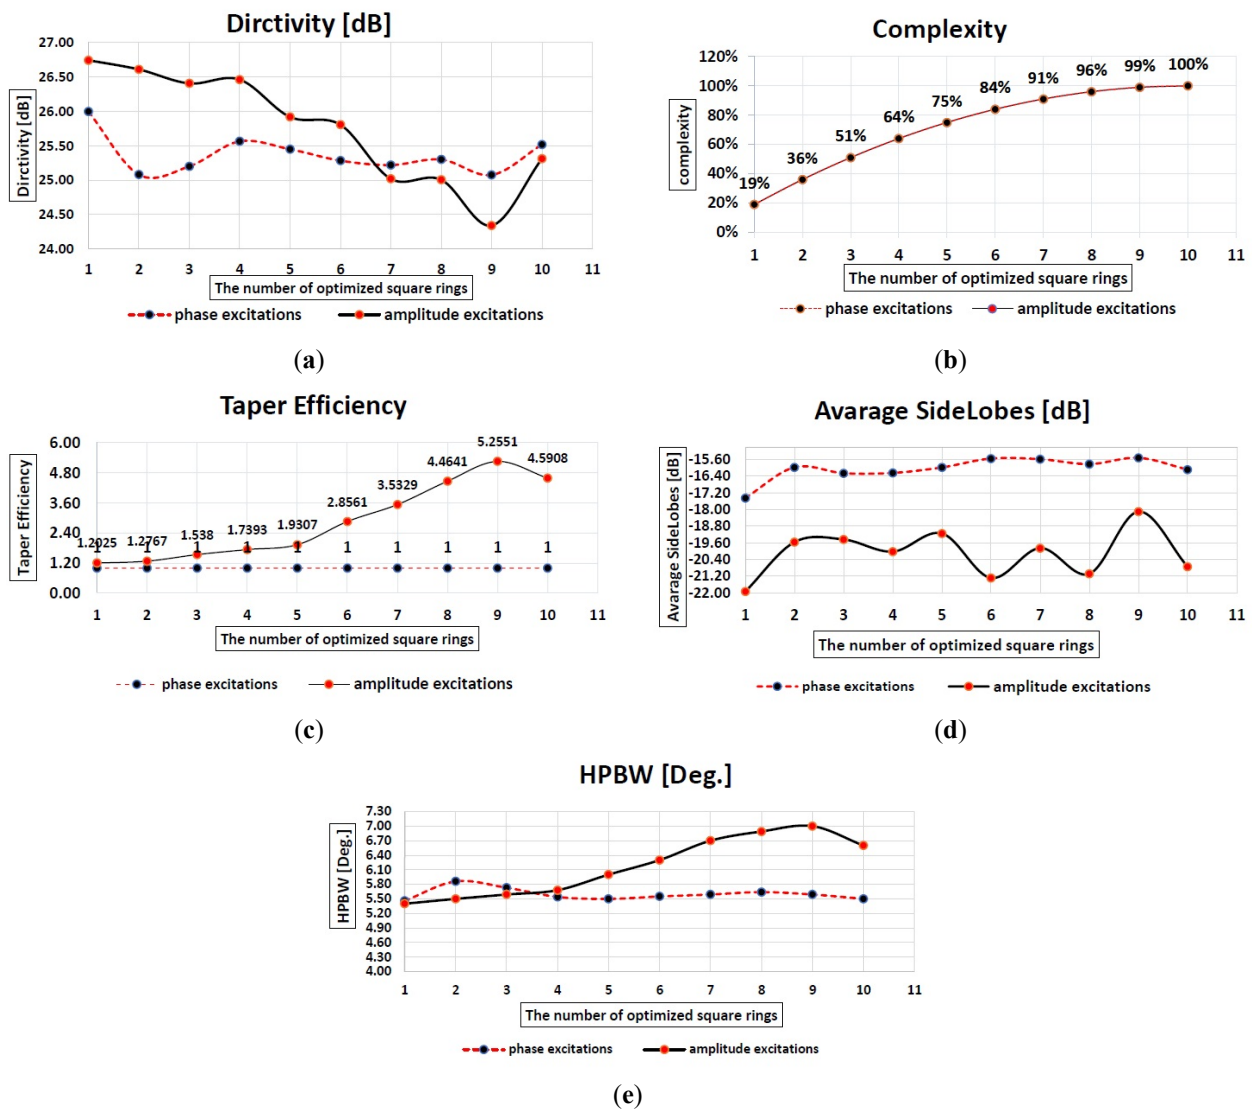 Dirctivity [dB]
27.00
26.50
26.00
25.50
25.00
24.50
24.00
Dirctivity [dB]
1 2 3 4 5 6 7 8 9 10 11
The number of optimized square rings
phase excitations amplitude excitations
(a)
Complexity
120%
100%
80%
60%
40%
20%
0%
complexity
19% 36% 51% 64% 75% 84% 91% 96% 99% 100%
1 2 3 4 5 6 7 8 9 10 11
The number of optimized square rings
phase excitations amplitude excitations
(b)
Taper Efficiency
6.00
4.80
3.60
2.40
1.20
0.00
Taper Efficiency
1.2025 1.2767 1.538 1.7393 1.9307 2.8561 3.5329 4.4641 5.2551 4.5908
1 1 1 1 1 1 1 1 1 1
1 2 3 4 5 6 7 8 9 10 11
The number of optimized square rings
phase excitations amplitude excitations
(c)
Avarage SideLobes [dB]
-15.60
-16.40
-17.20
-18.00
-18.80
-19.60
-20.40
-21.20
-22.00
Avarage SideLobes [dB]
1 2 3 4 5 6 7 8 9 10 11
The number of optimized square rings
phase excitations amplitude excitations
(d)
HPBW [Deg.]
7.30
7.00
6.70
6.40
6.10
5.80
5.50
5.20
4.90
4.60
4.30
4.00
HPBW [Deg.]
1 2 3 4 5 6 7 8 9 10 11
The number of optimized square rings
phase excitations amplitude excitations
(e)